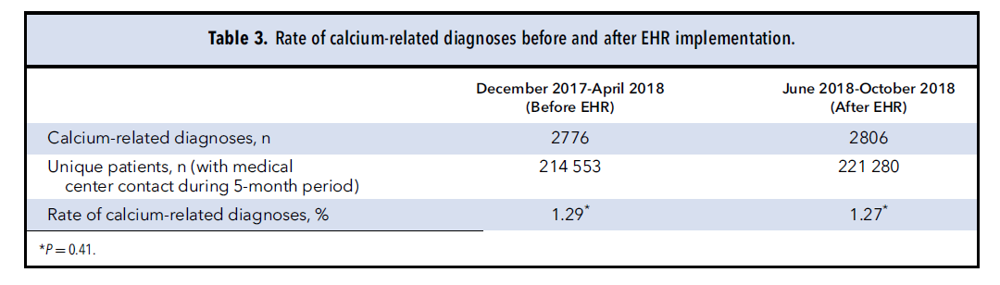 Table 3. Rate of calcium-related diagnoses before and after EHR implementation.
December 2017-April 2018 June 2018-October 2018
(Before EHR) (After EHR)
Calcium-related diagnoses, n 2776 2806
Unique patients, n (with medical 214 553 221 280
center contact during 5-month period)
Rate of calcium-related diagnoses, % 1.29* 1.27*
*P = 0.41.